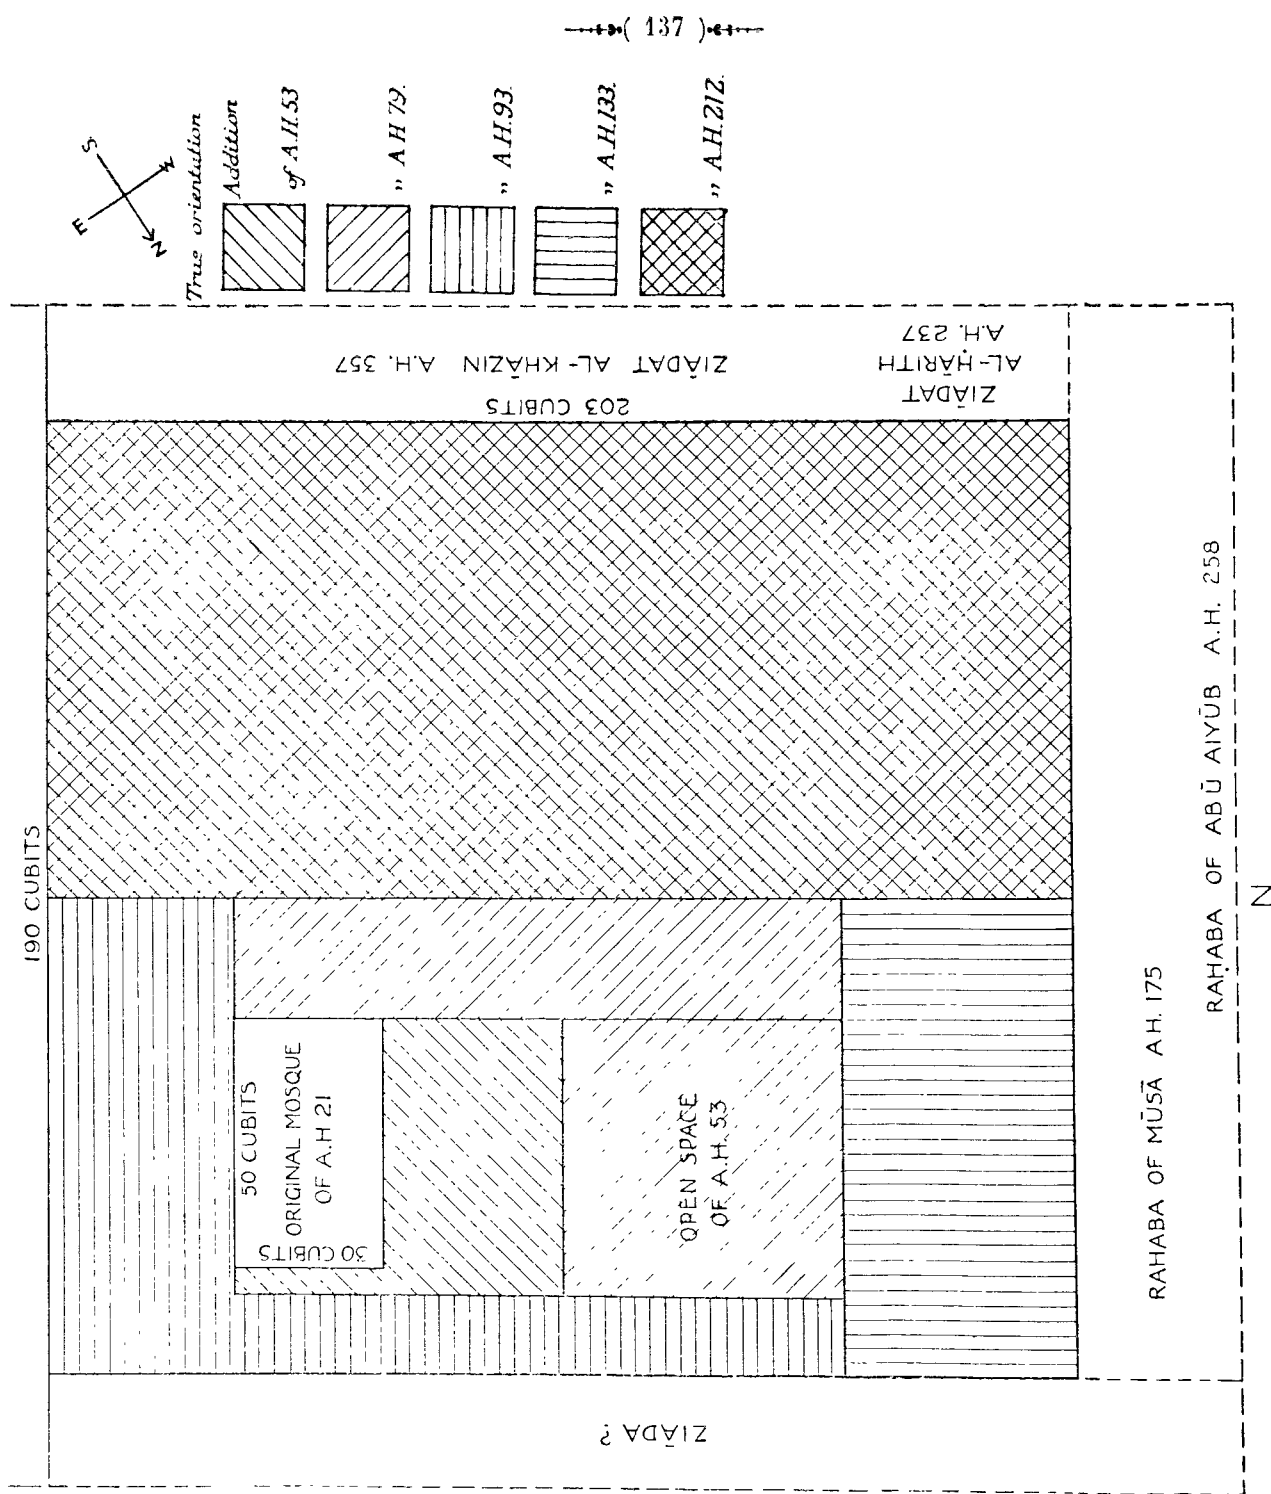 ( 137 )
S
W
E
N
True orientation
Addition
of A.H.53
„ A.H 79.
„ A.H.93.
„ A.H.133.
„ A.H.212.
ZIĀDAT AL-KHĀZIN A.H. 357
203 CUBITS
ZIĀDAT
AL-ḤĀRITH
A.H. 237
190 CUBITS
50 CUBITS
ORIGINAL MOSQUE
OF A.H 21
30 CUBITS
OPEN SPACE
OF A.H. 53
RAHABA OF MŪSĀ A.H. 175
RAḤABA OF ABŪ AIYŪB A.H. 258
N
ZIĀDA ?